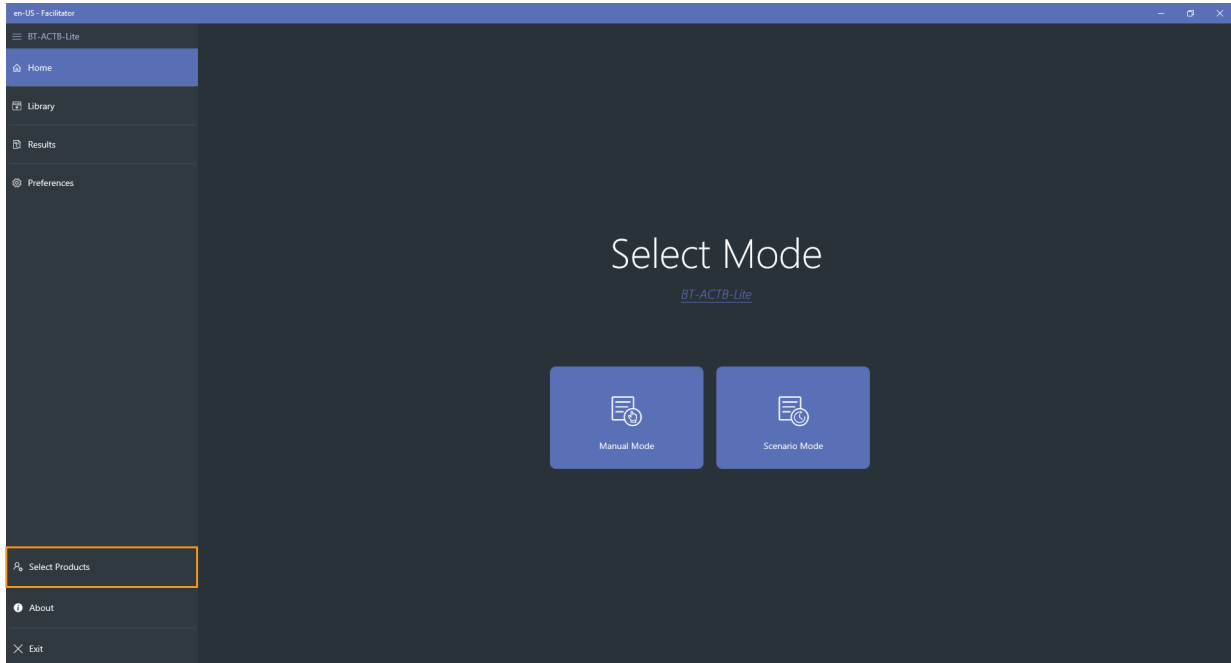 en-US - Facilitator
BT-ACTB-Lite
Home
Library
Results
Preferences
Select Mode
BT-ACTB-Lite
Manual Mode
Scenario Mode
Select Products
About
Exit